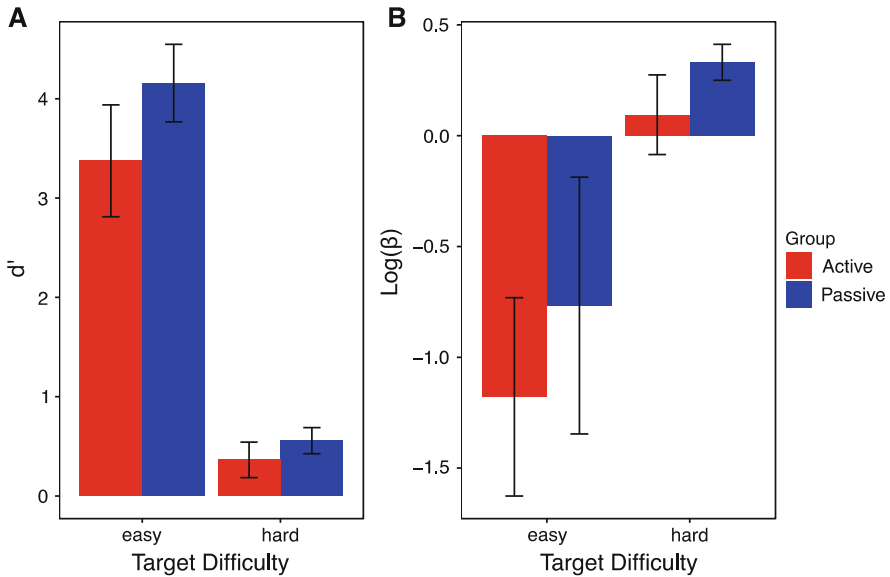 A
d'
4
3
2
1
0
easy
hard
Target Difficulty
B
Log(β)
0.5
0.0
−0.5
−1.0
−1.5
easy
hard
Target Difficulty
Group
Active
Passive